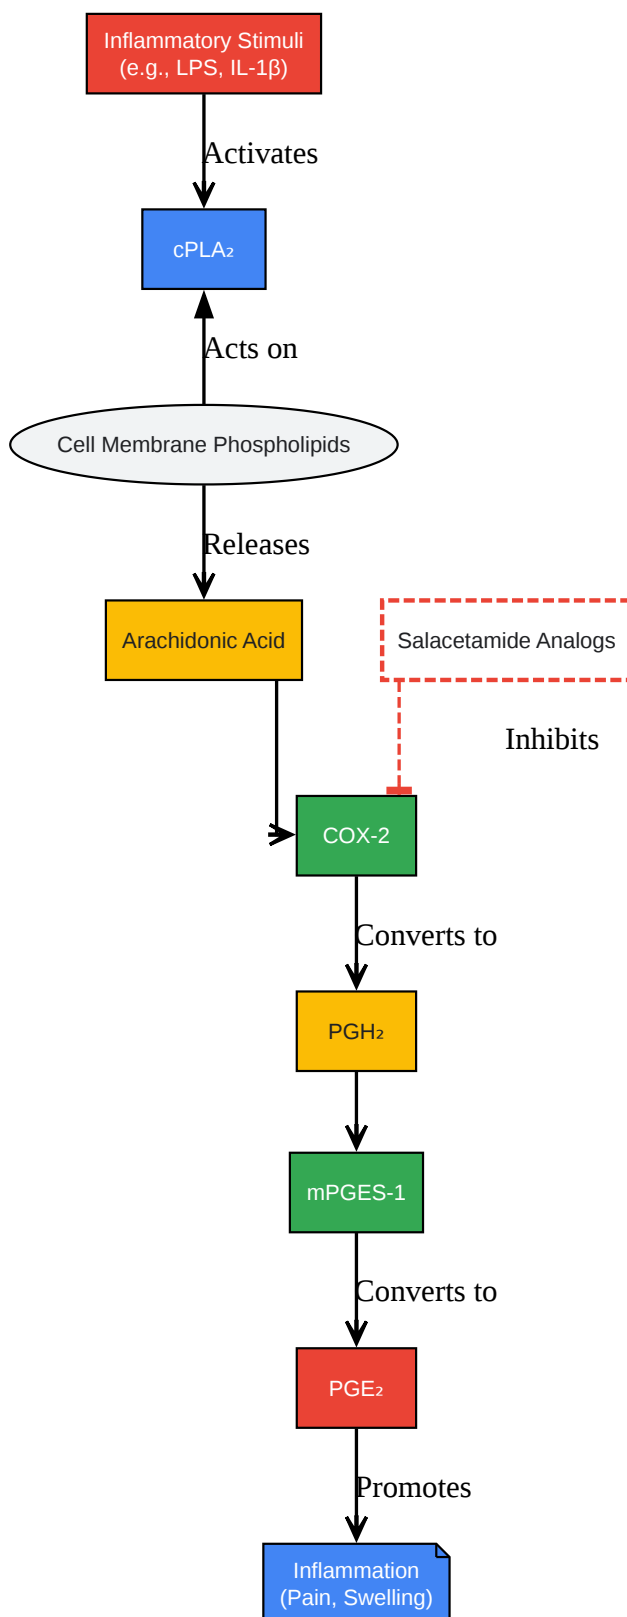 Inflammatory Stimuli
(e.g., LPS, IL-1β)
Activates
cPLA₂
Acts on
Cell Membrane Phospholipids
Releases
Arachidonic Acid
Salacetamide Analogs
Inhibits
COX-2
Converts to
PGH₂
mPGES-1
Converts to
PGE₂
Promotes
Inflammation
(Pain, Swelling)